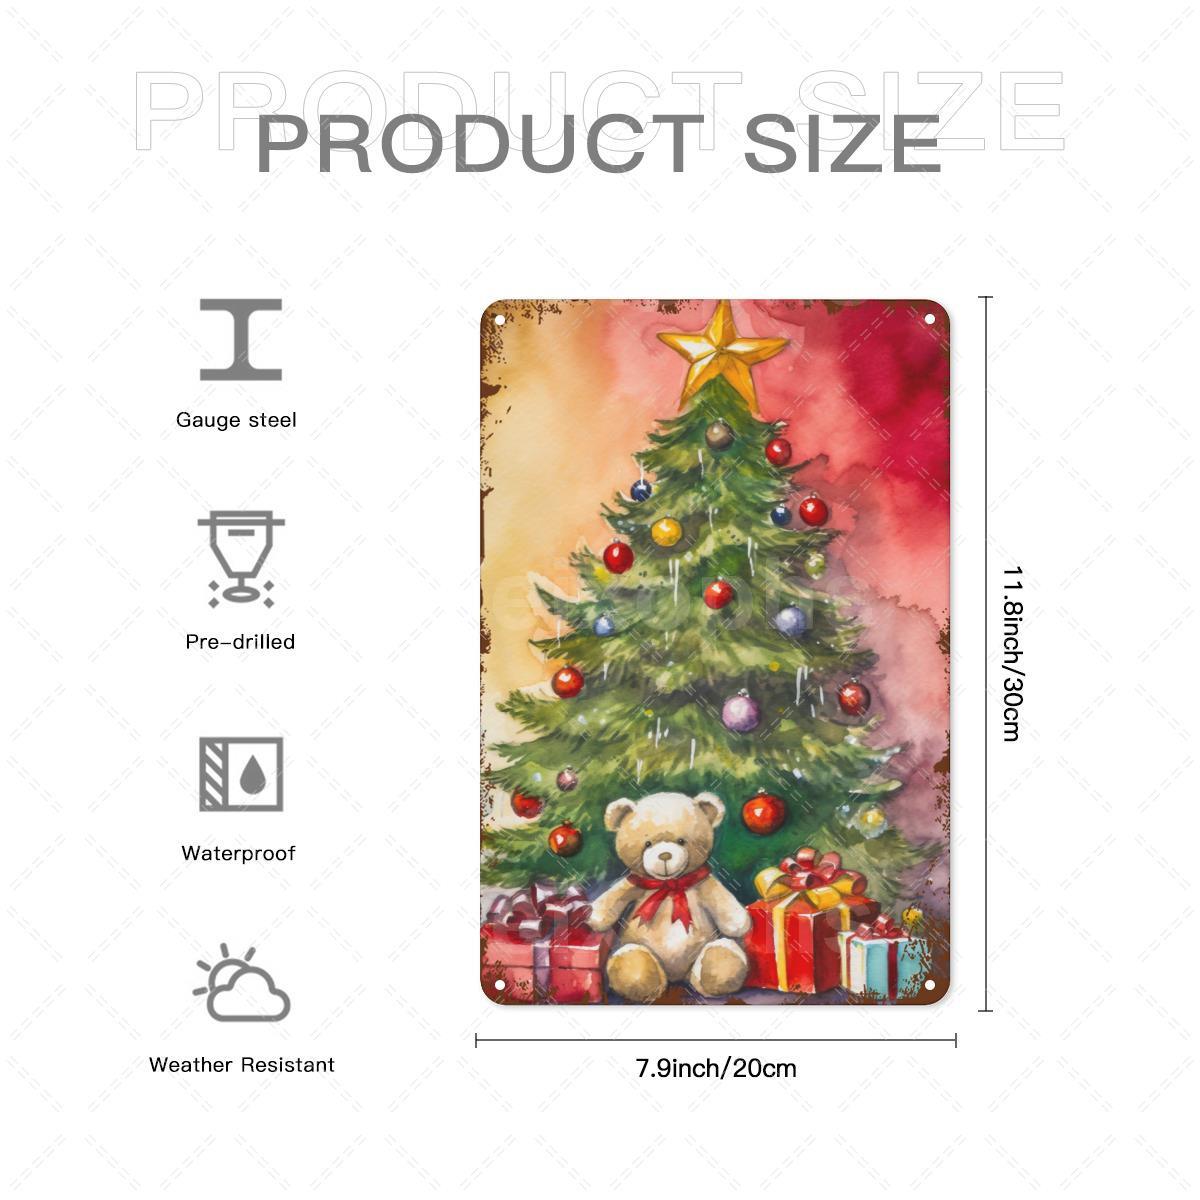 PRODUCT SIZE
PRODUCT SIZE
Gauge steel
Pre-drilled
Waterproof
Weather Resistant
11.8inch/30cm
7.9inch/20cm